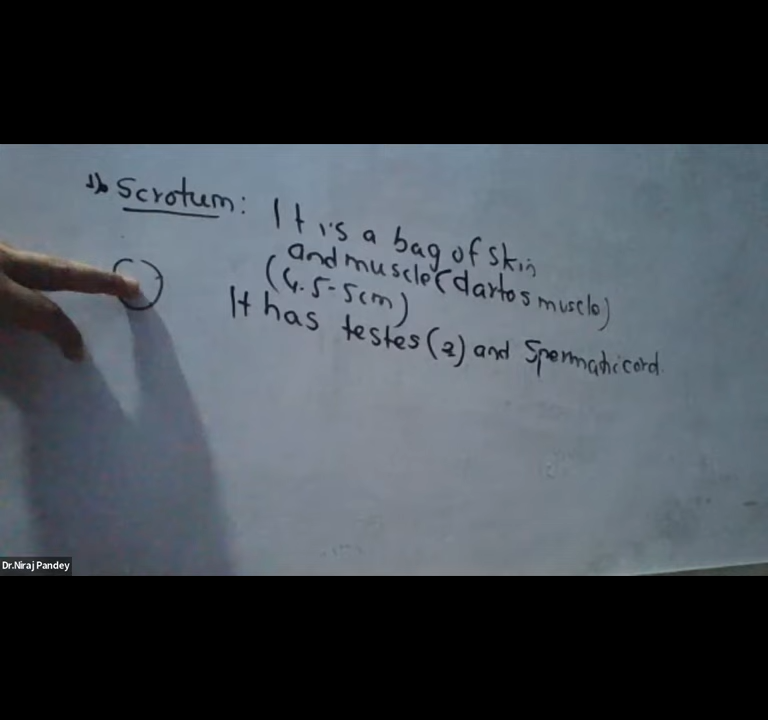 1) Scrotum: It is a bag of skin
and muscle (dartos muscle)
(4.5-5cm)
It has testes (2) and Spermatic cord.
Dr.Niraj Pandey